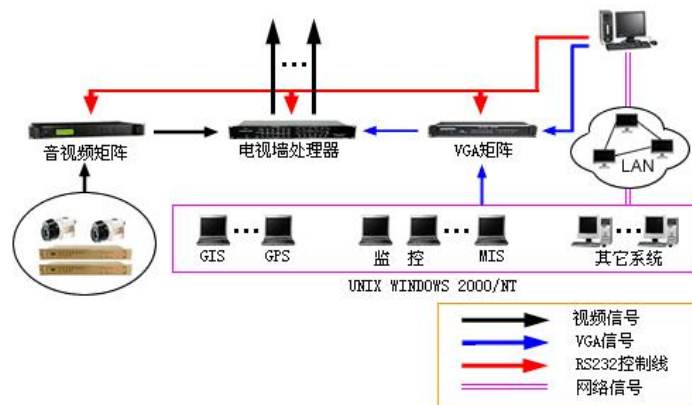 音视频矩阵
电视墙处理器
VGA矩阵
LAN
GIS
GPS
监 控
MIS
其它系统
UNIX WINDOWS 2000/NT
视频信号
VGA信号
RS232控制线
网络信号